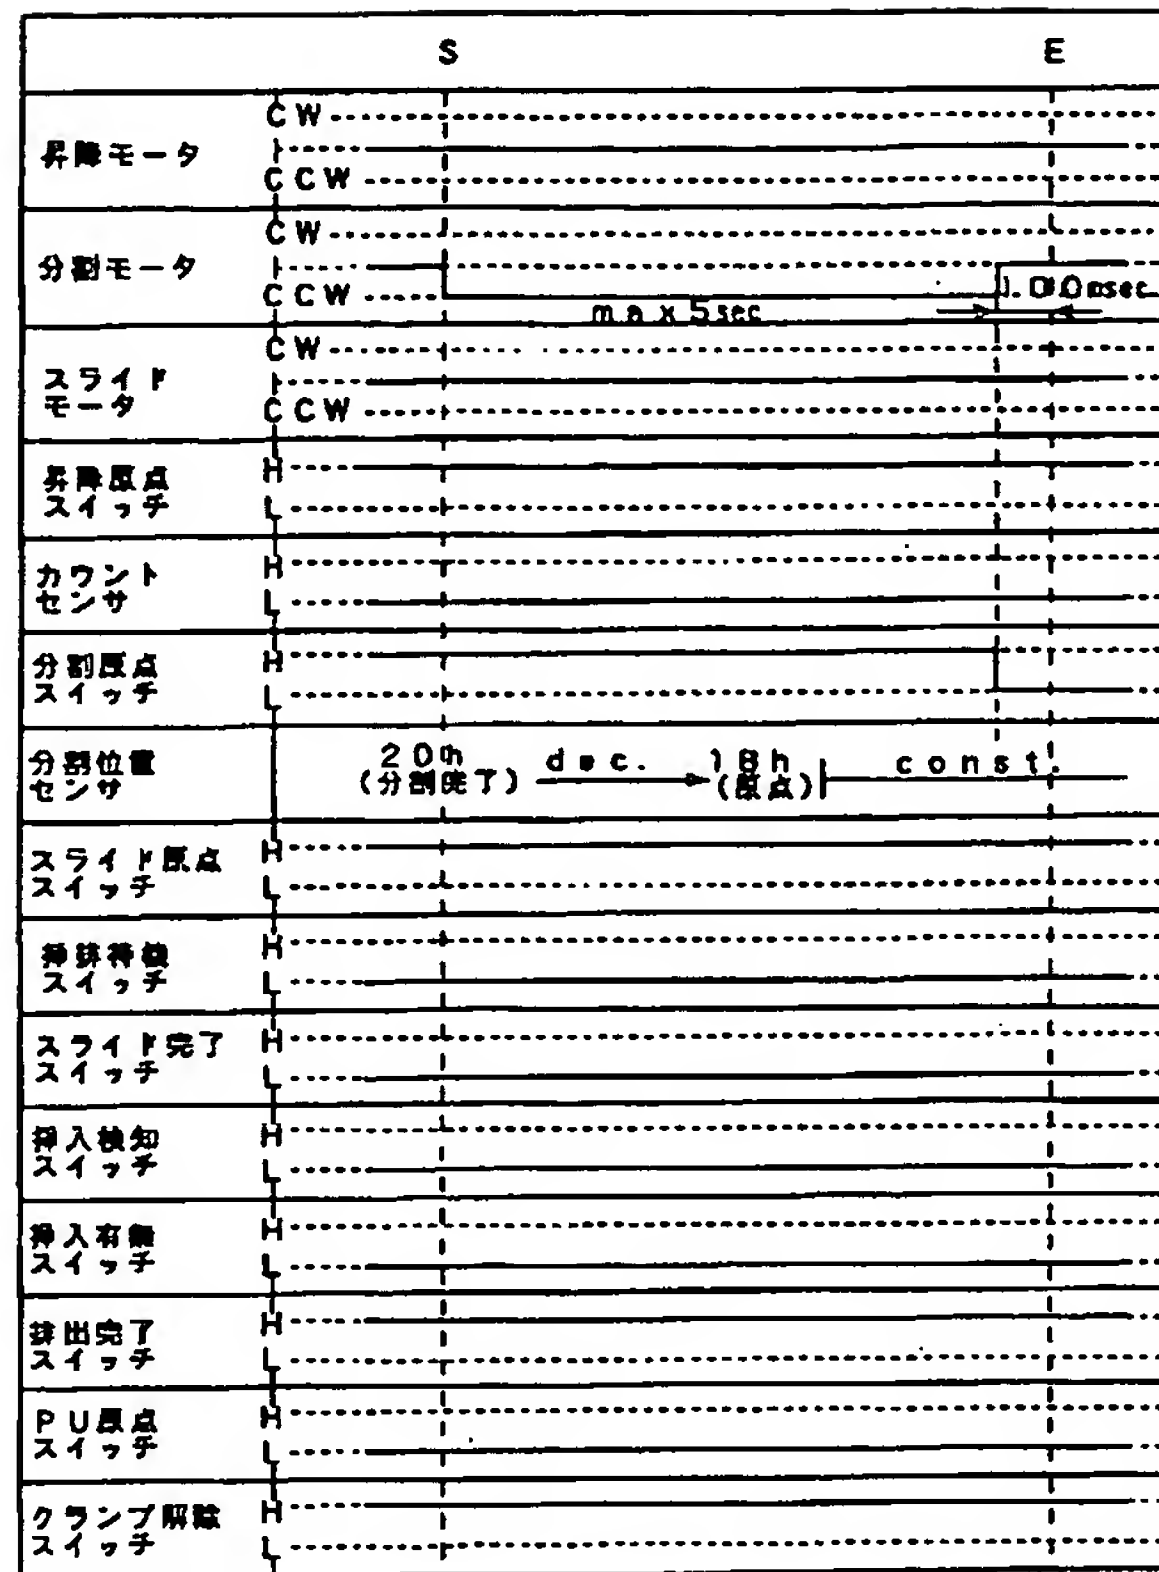 S E
昇降モータ CW
CCW
分割モータ CW
CCW
max5sec
100msec
スライド
モータ
CW
CCW
昇降原点
スイッチ
H
L
カウント
センサ
H
L
分割原点
スイッチ
H
L
分割位置
センサ
20h
(分割完了)
dec.
18h
(原点)
const.
スライド原点
スイッチ
H
L
挿排待機
スイッチ
H
L
スライド完了
スイッチ
H
L
挿入検知
スイッチ
H
L
挿入有無
スイッチ
H
L
排出完了
スイッチ
H
L
PU原点
スイッチ
H
L
クランプ解除
スイッチ
H
L